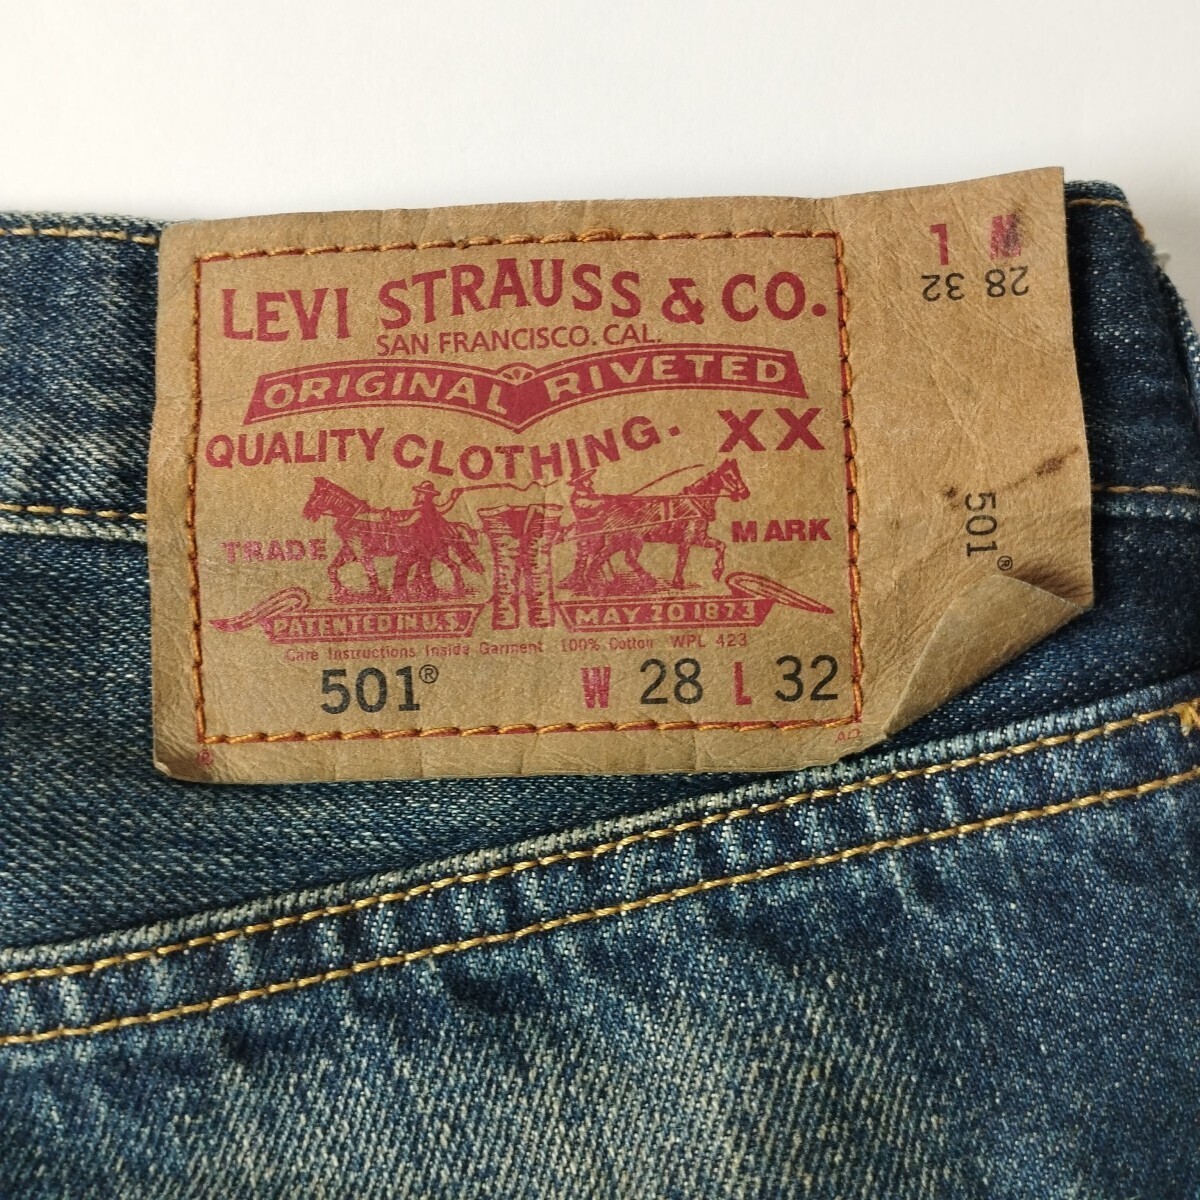 LEVI STRAUSS & CO.
SAN FRANCISCO. CAL.
ORIGINAL RIVETED
QUALITY CLOTHING. XX
TRADE MARK
PATENTED IN U.S. MAY 20 1873
Care Instructions Inside Garment 100% Cotton WPL 423
501® W 28 L 32
W L
28 32
501®